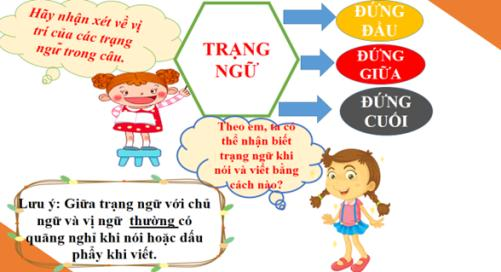 Hãy nhận xét về vị
trí của các trạng
ngữ trong câu.
TRẠNG
NGỮ
ĐỨNG
ĐẦU
ĐỨNG
GIỮA
ĐỨNG
CUỐI
Theo em, ta có
thể nhận biết
trạng ngữ khi
nói và viết bằng
cách nào?
Lưu ý: Giữa trạng ngữ với chủ
ngữ và vị ngữ thường có
quãng nghỉ khi nói hoặc dấu
phẩy khi viết.